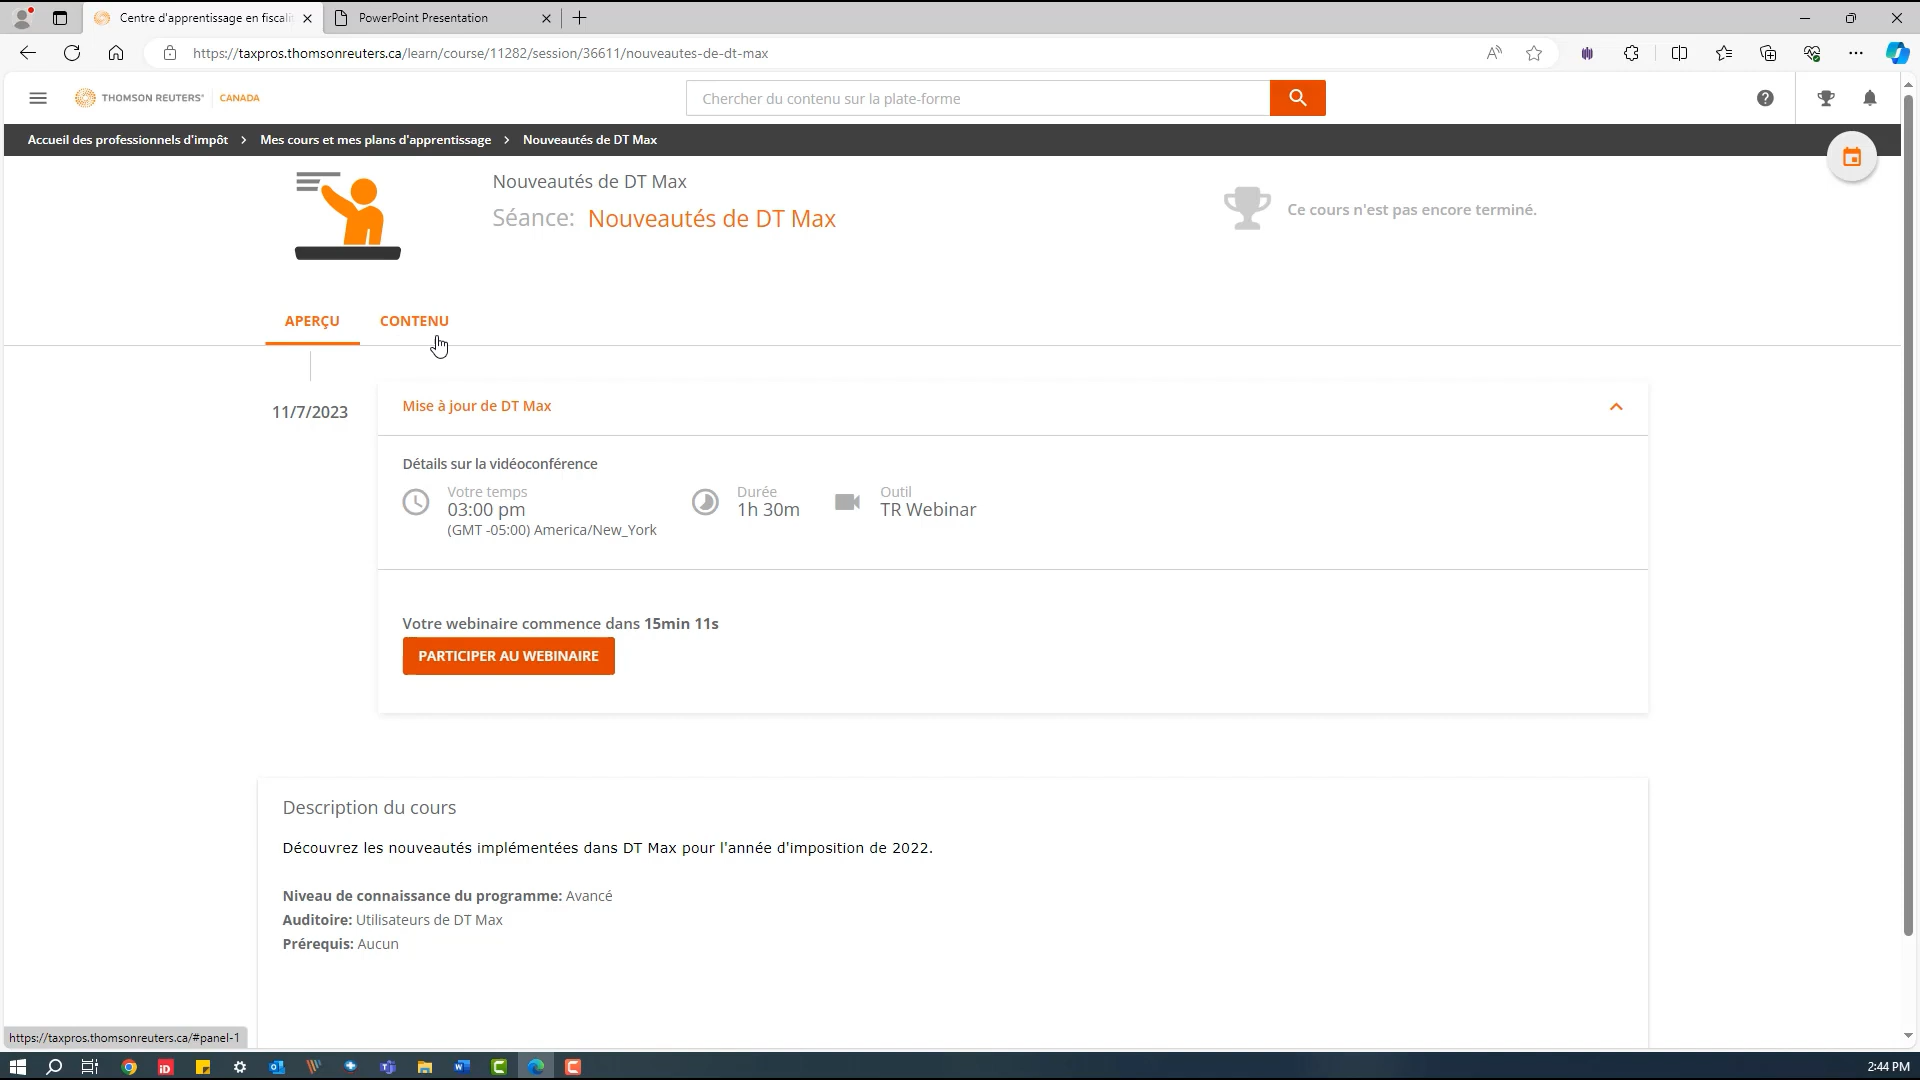 Centre d'apprentissage en fiscali
PowerPoint Presentation
https://taxpros.thomsonreuters.ca/learn/course/11282/session/36611/nouveautes-de-dt-max
THOMSON REUTERS® CANADA
Chercher du contenu sur la plate-forme
Accueil des professionnels d'impôt > Mes cours et mes plans d'apprentissage > Nouveautés de DT Max
Nouveautés de DT Max
Séance: Nouveautés de DT Max
Ce cours n'est pas encore terminé.
APERÇU CONTENU
11/7/2023
Mise à jour de DT Max
Détails sur la vidéoconférence
Votre temps Durée Outil
03:00 pm 1h 30m TR Webinar
(GMT -05:00) America/New_York
Votre webinaire commence dans 15min 11s
PARTICIPER AU WEBINAIRE
Description du cours
Découvrez les nouveautés implémentées dans DT Max pour l'année d'imposition de 2022.
Niveau de connaissance du programme: Avancé
Auditoire: Utilisateurs de DT Max
Prérequis: Aucun
https://taxpros.thomsonreuters.ca/#panel-1
2:44 PM